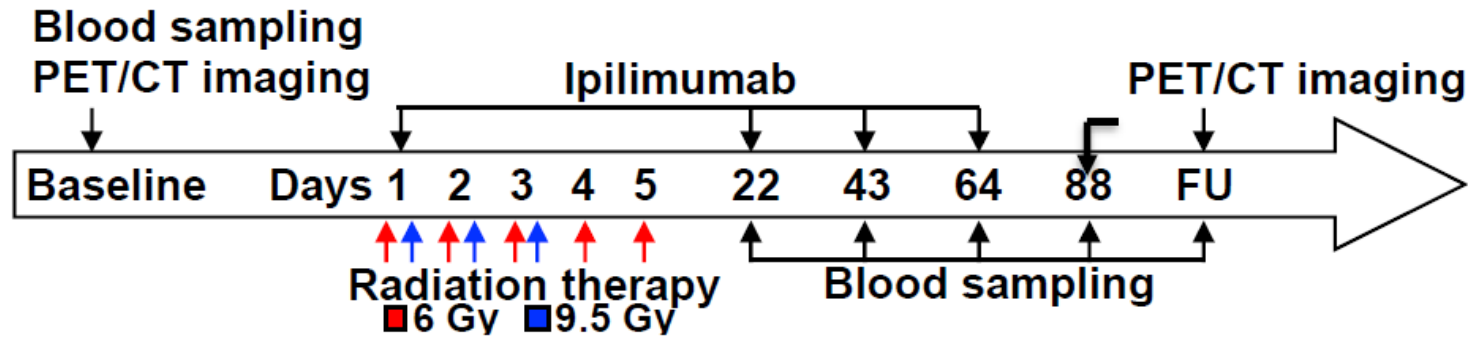 Blood sampling
PET/CT imaging
Ipilimumab
PET/CT imaging
Baseline Days 1 2 3 4 5 22 43 64 88 FU
Radiation therapy
6 Gy 9.5 Gy
Blood sampling